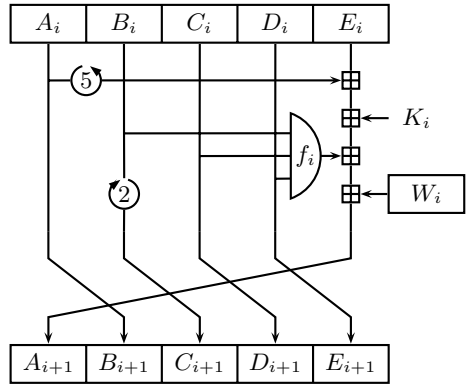 A_i B_i C_i D_i E_i
5
K_i
f_i
2 W_i
A_{i+1} B_{i+1} C_{i+1} D_{i+1} E_{i+1}